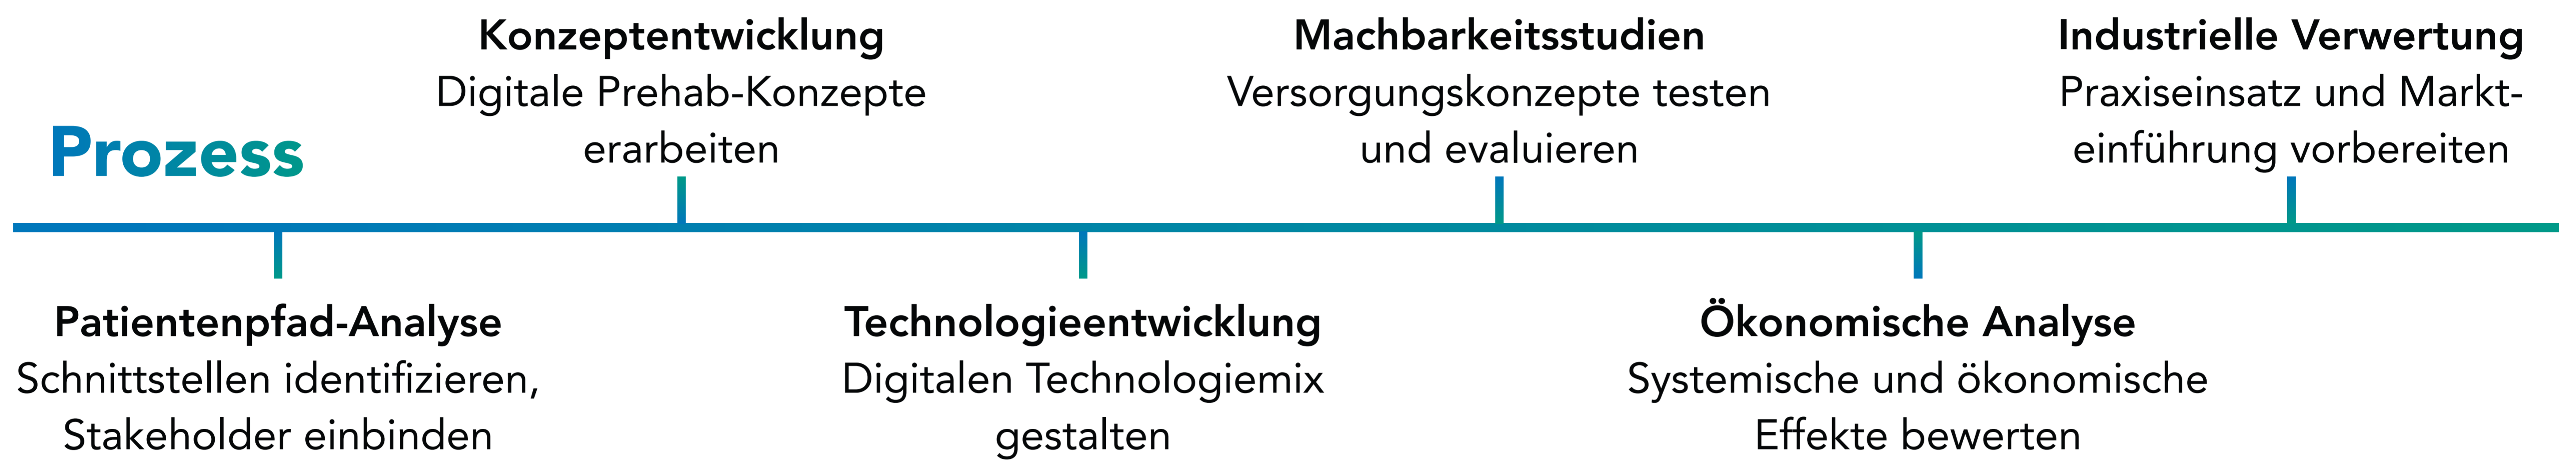 Prozess
Patientenpfad-Analyse
Schnittstellen identifizieren,
Stakeholder einbinden
Konzeptentwicklung
Digitale Prehab-Konzepte
erarbeiten
Technologieentwicklung
Digitalen Technologiemix
gestalten
Machbarkeitsstudien
Versorgungskonzepte testen
und evaluieren
Ökonomische Analyse
Systemische und ökonomische
Effekte bewerten
Industrielle Verwertung
Praxiseinsatz und Markt-
einführung vorbereiten